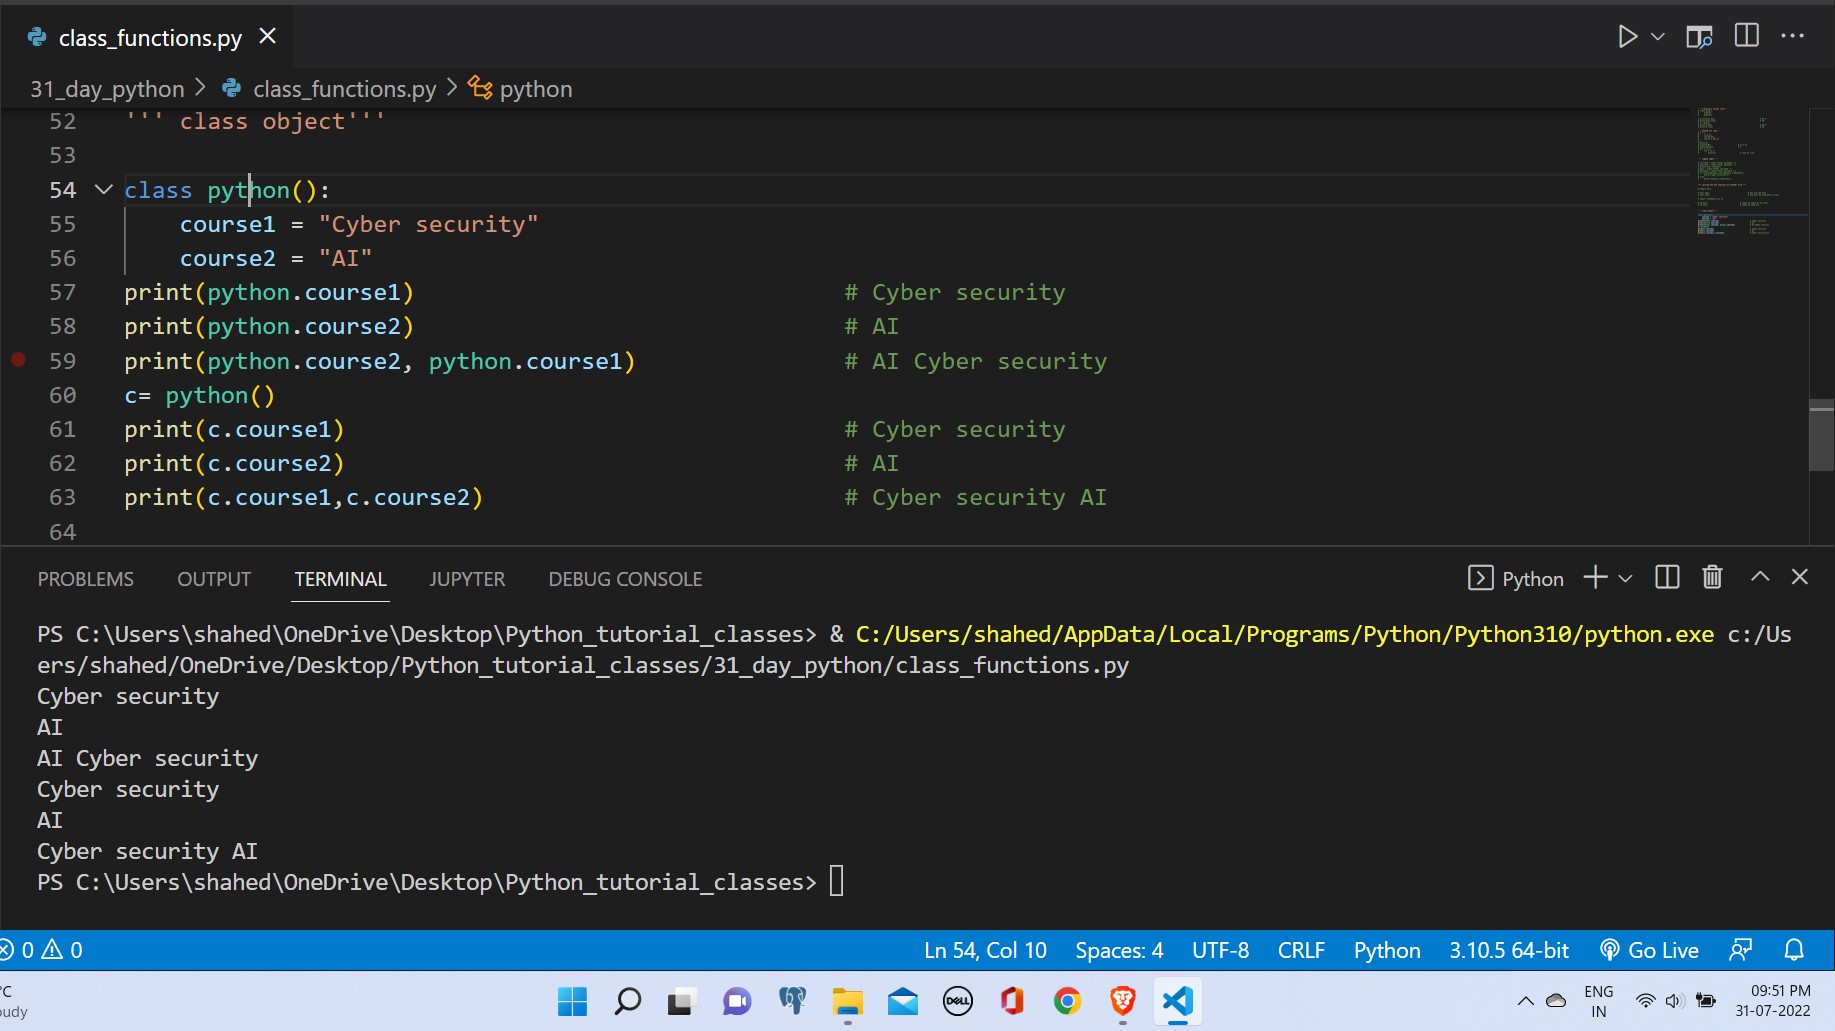 class_functions.py
31_day_python > class_functions.py > python
52 ''' class object'''
53
54 class python():
55 course1 = "Cyber security"
56 course2 = "AI"
57 print(python.course1) # Cyber security
58 print(python.course2) # AI
59 print(python.course2, python.course1) # AI Cyber security
60 c= python()
61 print(c.course1) # Cyber security
62 print(c.course2) # AI
63 print(c.course1,c.course2) # Cyber security AI
64
PROBLEMS OUTPUT TERMINAL JUPYTER DEBUG CONSOLE Python
PS C:\Users\shahed\OneDrive\Desktop\Python_tutorial_classes> & C:/Users/shahed/AppData/Local/Programs/Python/Python310/python.exe c:/Us
ers/shahed/OneDrive/Desktop/Python_tutorial_classes/31_day_python/class_functions.py
Cyber security
AI
AI Cyber security
Cyber security
AI
Cyber security AI
PS C:\Users\shahed\OneDrive\Desktop\Python_tutorial_classes>
0 0 Ln 54, Col 10 Spaces: 4 UTF-8 CRLF Python 3.10.5 64-bit Go Live
°C DELL ENG 09:51 PM
udy IN 31-07-2022